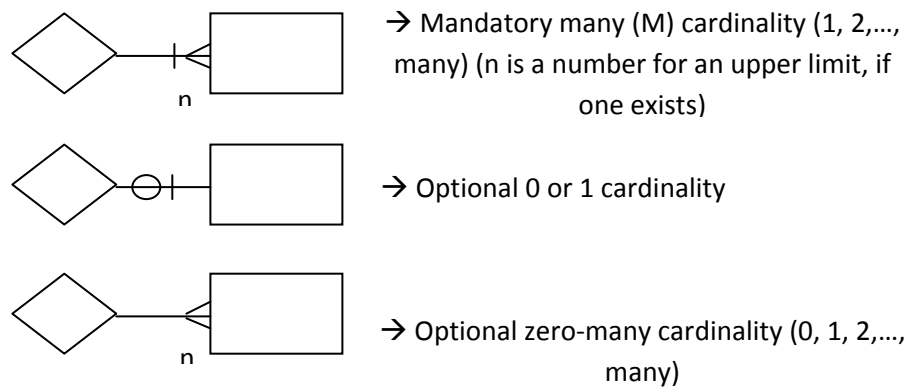 → Mandatory many (M) cardinality (1, 2,...,
many) (n is a number for an upper limit, if
one exists)
n
→ Optional 0 or 1 cardinality
→ Optional zero-many cardinality (0, 1, 2,...,
many)
n